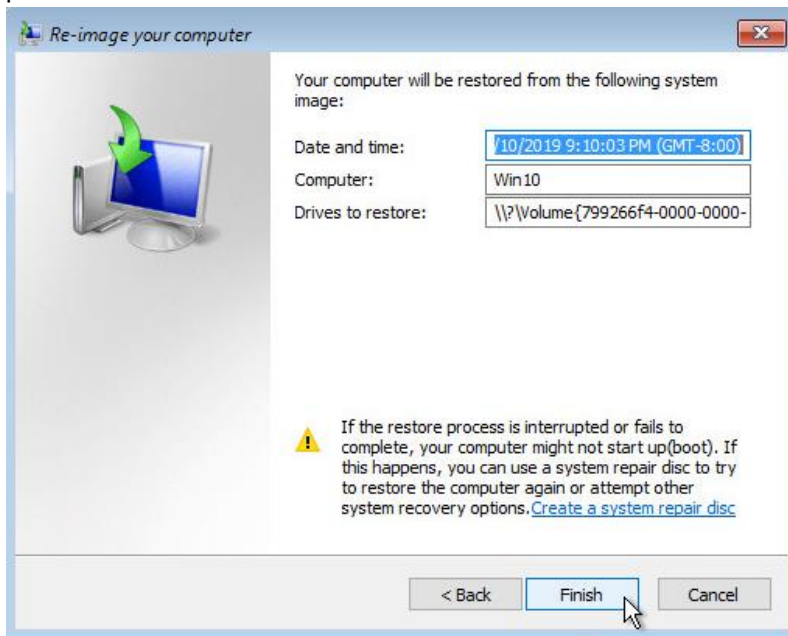 Re-image your computer
Your computer will be restored from the following system
image:
Date and time: /10/2019 9:10:03 PM (GMT-8:00)
Computer: Win10
Drives to restore: \\?\Volume{799266f4-0000-0000-
If the restore process is interrupted or fails to
complete, your computer might not start up(boot). If
this happens, you can use a system repair disc to try
to restore the computer again or attempt other
system recovery options.Create a system repair disc
< Back Finish Cancel